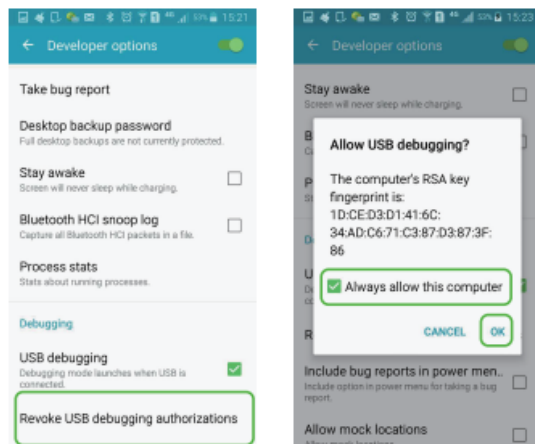 15:21
Developer options
Take bug report
Desktop backup password
Full desktop backups are not currently protected.
Stay awake
Screen will never sleep while charging.
Bluetooth HCI snoop log
Capture all Bluetooth HCI packets in a file.
Process stats
Stats about running processes.
Debugging
USB debugging
Debugging mode launches when USB is
connected.
Revoke USB debugging authorizations
15:23
Developer options
Stay awake
Screen will never sleep while charging.
Allow USB debugging?
The computer's RSA key
fingerprint is:
1D:CE:D3:D1:41:6C:
34:AD:C6:71:C3:87:D3:87:3F:
86
Always allow this computer
CANCEL OK
Include bug reports in power men..
Include option in power menu for taking a bug
report.
Allow mock locations